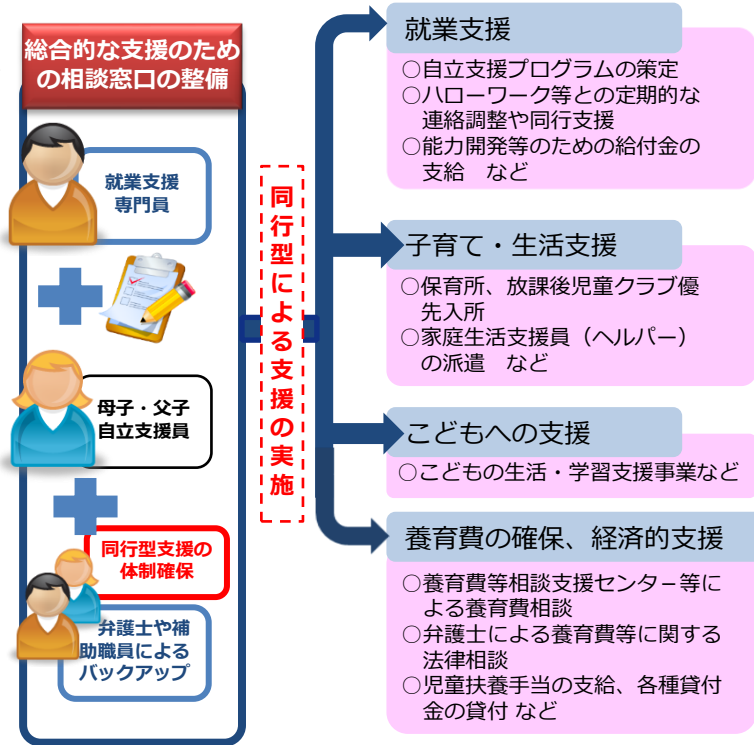 総合的な支援のため
の相談窓口の整備
就業支援
専門員
母子・父子
自立支援員
同行型支援の
体制確保
弁護士や補
助職員による
バックアップ
同行型による支援の実施
就業支援
○自立支援プログラムの策定
○ハローワーク等との定期的な
連絡調整や同行支援
○能力開発等のための給付金の
支給　など
子育て・生活支援
○保育所、放課後児童クラブ優
先入所
○家庭生活支援員（ヘルパー）
の派遣　など
こどもへの支援
○こどもの生活・学習支援事業など
養育費の確保、経済的支援
○養育費等相談支援センター等に
よる養育費相談
○弁護士による養育費等に関する
法律相談
○児童扶養手当の支給、各種貸付
金の貸付 など